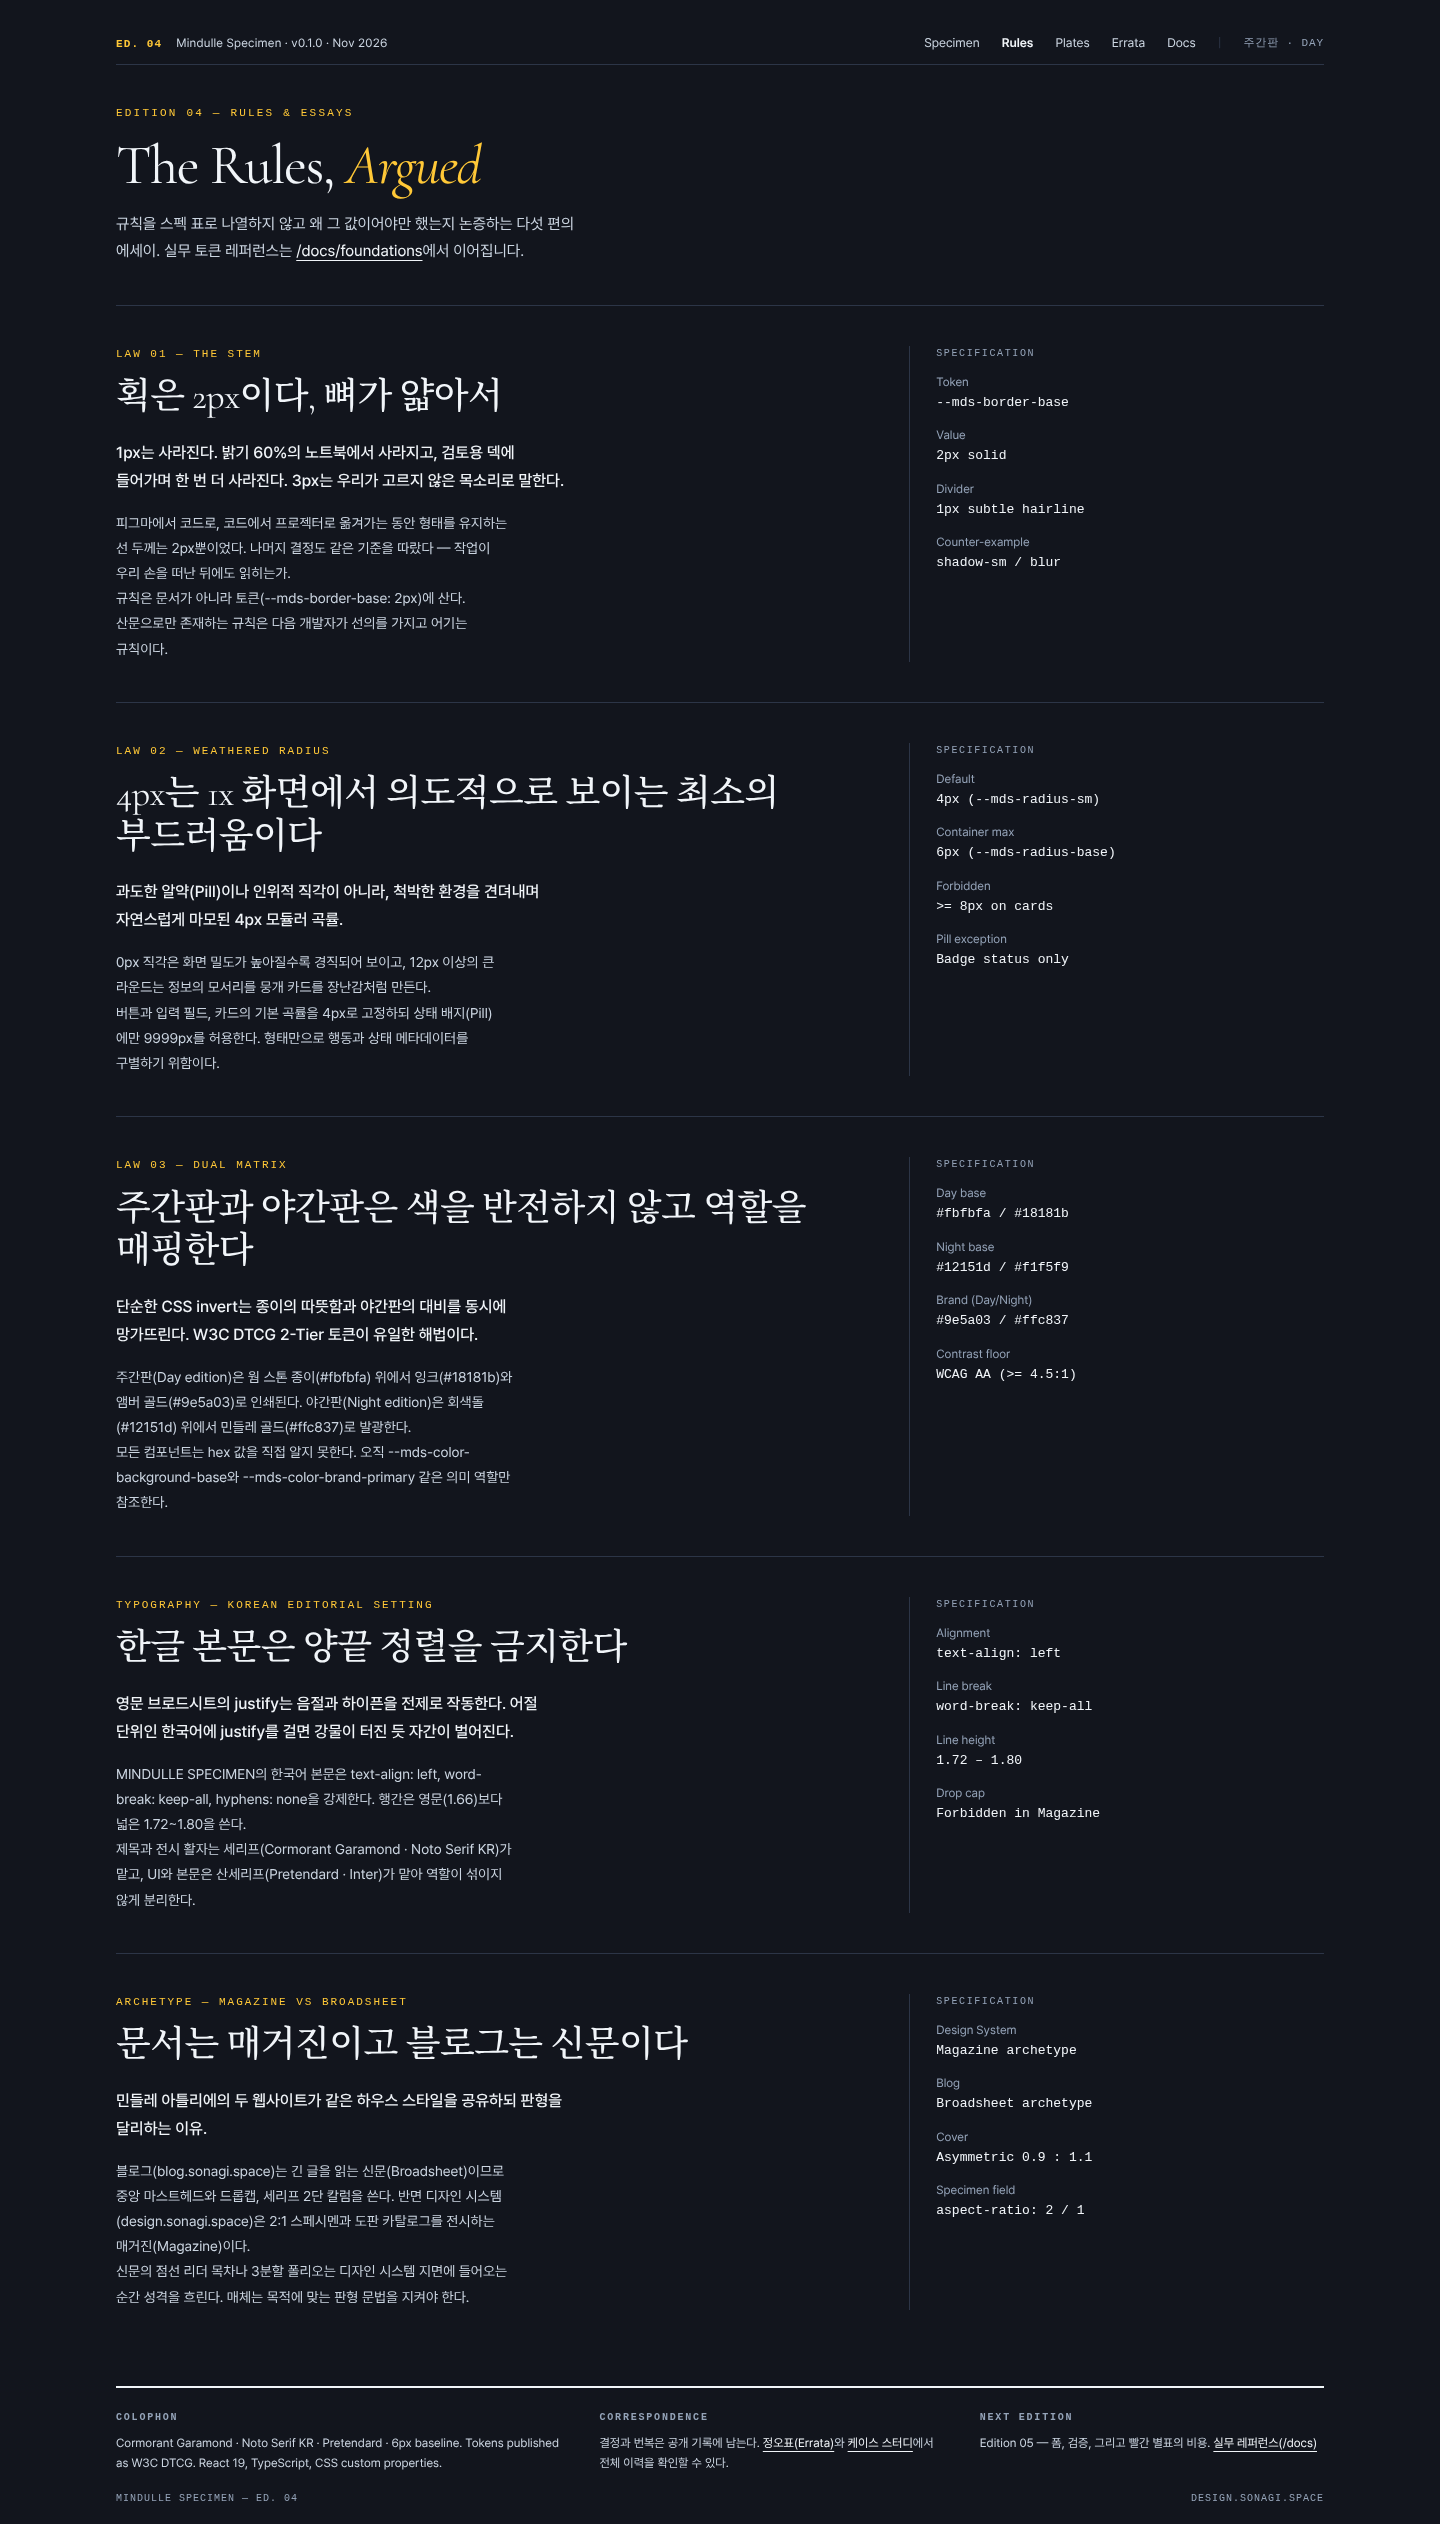 ED. 04 Mindulle Specimen · v0.1.0 · Nov 2026
Specimen Rules Plates Errata Docs 주간판 · DAY
EDITION 04 — RULES & ESSAYS
The Rules, Argued
규칙을 스펙 표로 나열하지 않고 왜 그 값이어야만 했는지 논증하는 다섯 편의
에세이. 실무 토큰 레퍼런스는 /docs/foundations에서 이어집니다.
LAW 01 — THE STEM
획은 2px이다, 뼈가 얇아서
1px는 사라진다. 밝기 60%의 노트북에서 사라지고, 검토용 덱에
들어가며 한 번 더 사라진다. 3px는 우리가 고르지 않은 목소리로 말한다.
피그마에서 코드로, 코드에서 프로젝터로 옮겨가는 동안 형태를 유지하는
선 두께는 2px뿐이었다. 나머지 결정도 같은 기준을 따랐다 — 작업이
우리 손을 떠난 뒤에도 읽히는가.
규칙은 문서가 아니라 토큰(--mds-border-base: 2px)에 산다.
산문으로만 존재하는 규칙은 다음 개발자가 선의를 가지고 어기는
규칙이다.
SPECIFICATION
Token
--mds-border-base
Value
2px solid
Divider
1px subtle hairline
Counter-example
shadow-sm / blur
LAW 02 — WEATHERED RADIUS
4px는 1x 화면에서 의도적으로 보이는 최소의
부드러움이다
과도한 알약(Pill)이나 인위적 직각이 아니라, 척박한 환경을 견뎌내며
자연스럽게 마모된 4px 모듈러 곡률.
0px 직각은 화면 밀도가 높아질수록 경직되어 보이고, 12px 이상의 큰
라운드는 정보의 모서리를 뭉개 카드를 장난감처럼 만든다.
버튼과 입력 필드, 카드의 기본 곡률을 4px로 고정하되 상태 배지(Pill)
에만 9999px를 허용한다. 형태만으로 행동과 상태 메타데이터를
구별하기 위함이다.
SPECIFICATION
Default
4px (--mds-radius-sm)
Container max
6px (--mds-radius-base)
Forbidden
>= 8px on cards
Pill exception
Badge status only
LAW 03 — DUAL MATRIX
주간판과 야간판은 색을 반전하지 않고 역할을
매핑한다
단순한 CSS invert는 종이의 따뜻함과 야간판의 대비를 동시에
망가뜨린다. W3C DTCG 2-Tier 토큰이 유일한 해법이다.
주간판(Day edition)은 웜 스톤 종이(#fbfbfa) 위에서 잉크(#18181b)와
앰버 골드(#9e5a03)로 인쇄된다. 야간판(Night edition)은 회색돌
(#12151d) 위에서 민들레 골드(#ffc837)로 발광한다.
모든 컴포넌트는 hex 값을 직접 알지 못한다. 오직 --mds-color-
background-base와 --mds-color-brand-primary 같은 의미 역할만
참조한다.
SPECIFICATION
Day base
#fbfbfa / #18181b
Night base
#12151d / #f1f5f9
Brand (Day/Night)
#9e5a03 / #ffc837
Contrast floor
WCAG AA (>= 4.5:1)
TYPOGRAPHY — KOREAN EDITORIAL SETTING
한글 본문은 양끝 정렬을 금지한다
영문 브로드시트의 justify는 음절과 하이픈을 전제로 작동한다. 어절
단위인 한국어에 justify를 걸면 강물이 터진 듯 자간이 벌어진다.
MINDULLE SPECIMEN의 한국어 본문은 text-align: left, word-
break: keep-all, hyphens: none을 강제한다. 행간은 영문(1.66)보다
넓은 1.72~1.80을 쓴다.
제목과 전시 활자는 세리프(Cormorant Garamond · Noto Serif KR)가
맡고, UI와 본문은 산세리프(Pretendard · Inter)가 맡아 역할이 섞이지
않게 분리한다.
SPECIFICATION
Alignment
text-align: left
Line break
word-break: keep-all
Line height
1.72 – 1.80
Drop cap
Forbidden in Magazine
ARCHETYPE — MAGAZINE VS BROADSHEET
문서는 매거진이고 블로그는 신문이다
민들레 아틀리에의 두 웹사이트가 같은 하우스 스타일을 공유하되 판형을
달리하는 이유.
블로그(blog.sonagi.space)는 긴 글을 읽는 신문(Broadsheet)이므로
중앙 마스트헤드와 드롭캡, 세리프 2단 칼럼을 쓴다. 반면 디자인 시스템
(design.sonagi.space)은 2:1 스페시멘과 도판 카탈로그를 전시하는
매거진(Magazine)이다.
신문의 점선 리더 목차나 3분할 폴리오는 디자인 시스템 지면에 들어오는
순간 성격을 흐린다. 매체는 목적에 맞는 판형 문법을 지켜야 한다.
SPECIFICATION
Design System
Magazine archetype
Blog
Broadsheet archetype
Cover
Asymmetric 0.9 : 1.1
Specimen field
aspect-ratio: 2 / 1
COLOPHON
Cormorant Garamond · Noto Serif KR · Pretendard · 6px baseline. Tokens published
as W3C DTCG. React 19, TypeScript, CSS custom properties.
CORRESPONDENCE
결정과 번복은 공개 기록에 남는다. 정오표(Errata)와 케이스 스터디에서
전체 이력을 확인할 수 있다.
NEXT EDITION
Edition 05 — 폼, 검증, 그리고 빨간 별표의 비용. 실무 레퍼런스(/docs)
MINDULLE SPECIMEN — ED. 04
DESIGN.SONAGI.SPACE